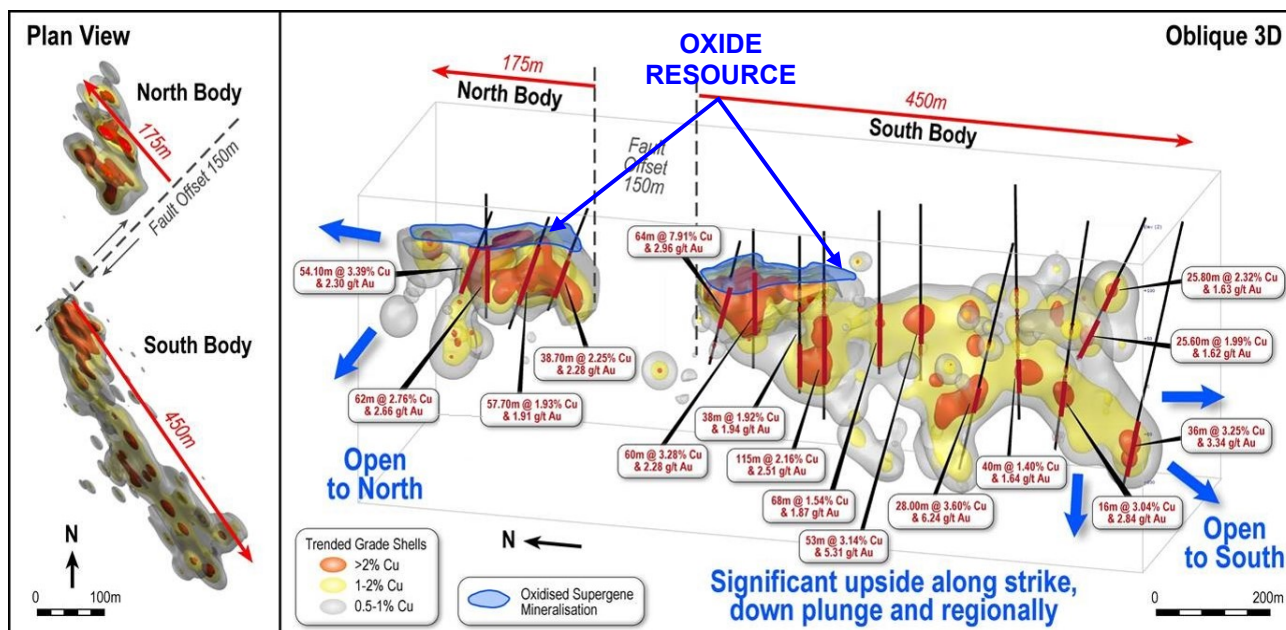 Plan View
North Body
175m
Fault Offset 150m
South Body
450m
N
0
100m
Oblique 3D
OXIDE
RESOURCE
175m
North Body
450m
South Body
Fault
Offset
150m
64m @ 7.91% Cu
& 2.96 g/t Au
54.10m @ 3.39% Cu
& 2.30 g/t Au
25.80m @ 2.32% Cu
& 1.63 g/t Au
25.60m @ 1.99% Cu
& 1.62 g/t Au
38.70m @ 2.25% Cu
& 2.28 g/t Au
62m @ 2.76% Cu
& 2.66 g/t Au
57.70m @ 1.93% Cu
& 1.91 g/t Au
38m @ 1.92% Cu
& 1.94 g/t Au
60m @ 3.28% Cu
& 2.28 g/t Au
115m @ 2.16% Cu
& 2.51 g/t Au
36m @ 3.25% Cu
& 3.34 g/t Au
40m @ 1.40% Cu
& 1.64 g/t Au
68m @ 1.54% Cu
& 1.87 g/t Au
28.00m @ 3.60% Cu
& 6.24 g/t Au
16m @ 3.04% Cu
& 2.84 g/t Au
53m @ 3.14% Cu
& 5.31 g/t Au
Open
to North
Open
to South
N
Trended Grade Shells
>2% Cu
1-2% Cu
0.5-1% Cu
Oxidised Supergene
Mineralisation
Significant upside along strike,
down plunge and regionally
0
200m